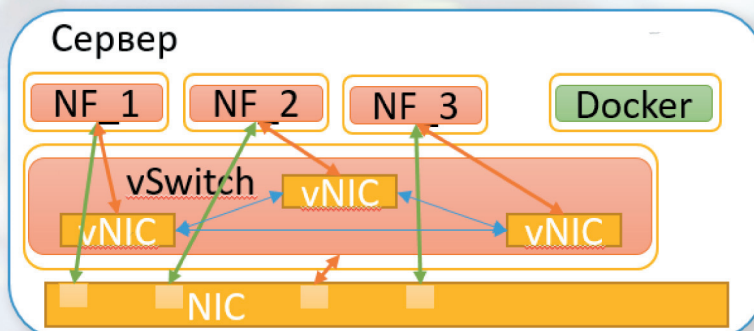 Сервер
NF_1
NF_2
NF_3
Docker
vSwitch
vNIC
vNIC
vNIC
NIC